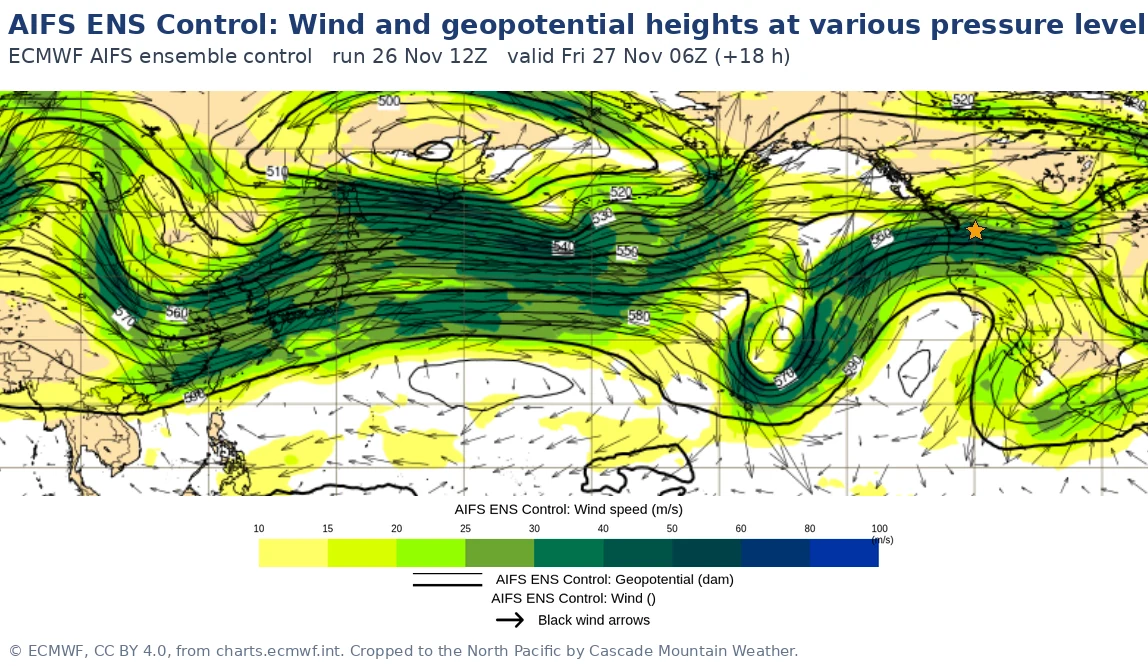 AIFS ENS Control: Wind and geopotential heights at various pressure level
ECMWF AIFS ensemble control run 26 Nov 12Z valid Fri 27 Nov 06Z (+18 h)
500
520
510
520
530
540
550
560
570
560
580
570
580
590
AIFS ENS Control: Wind speed (m/s)
10 15 20 25 30 40 50 60 80 100
(m/s)
AIFS ENS Control: Geopotential (dam)
AIFS ENS Control: Wind ()
Black wind arrows
© ECMWF, CC BY 4.0, from charts.ecmwf.int. Cropped to the North Pacific by Cascade Mountain Weather.